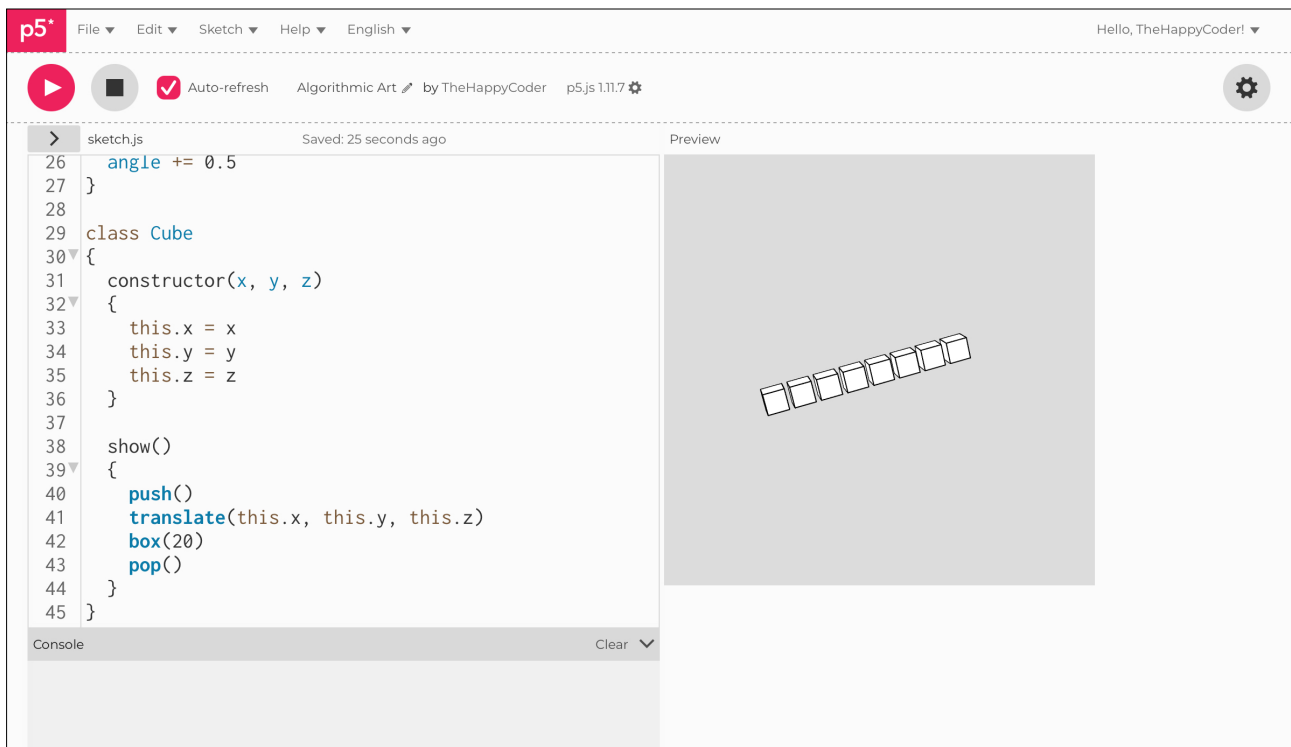 p5* File Edit Sketch Help English Hello, TheHappyCoder!
Auto-refresh Algorithmic Art by TheHappyCoder p5.js 1.11.7
sketch.js Saved: 25 seconds ago Preview
26 angle += 0.5
27 }
28
29 class Cube
30 {
31 constructor(x, y, z)
32 {
33 this.x = x
34 this.y = y
35 this.z = z
36 }
37
38 show()
39 {
40 push()
41 translate(this.x, this.y, this.z)
42 box(20)
43 pop()
44 }
45 }
Console Clear